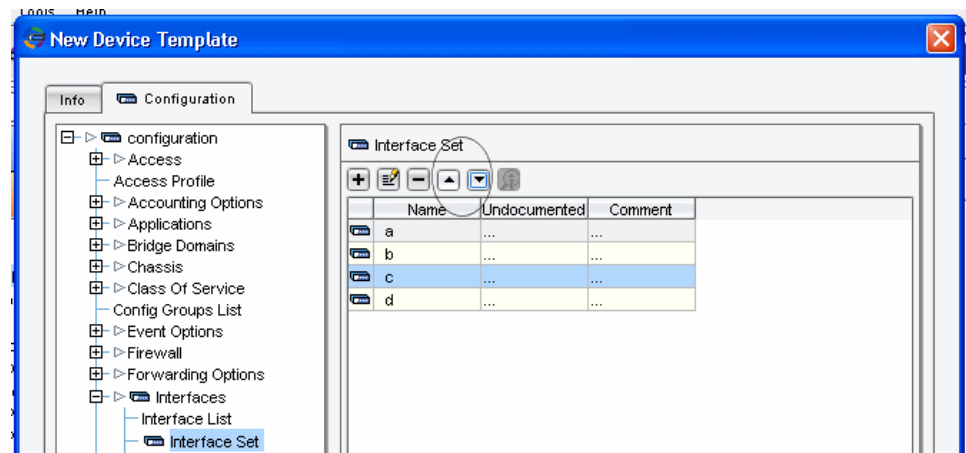 Tools Help
New Device Template
Info
Configuration
configuration
Access
Access Profile
Accounting Options
Applications
Bridge Domains
Chassis
Class Of Service
Config Groups List
Event Options
Firewall
Forwarding Options
Interfaces
Interface List
Interface Set
Interface Set
Name Undocumented Comment
a ... ...
b ... ...
c ... ...
d ... ...